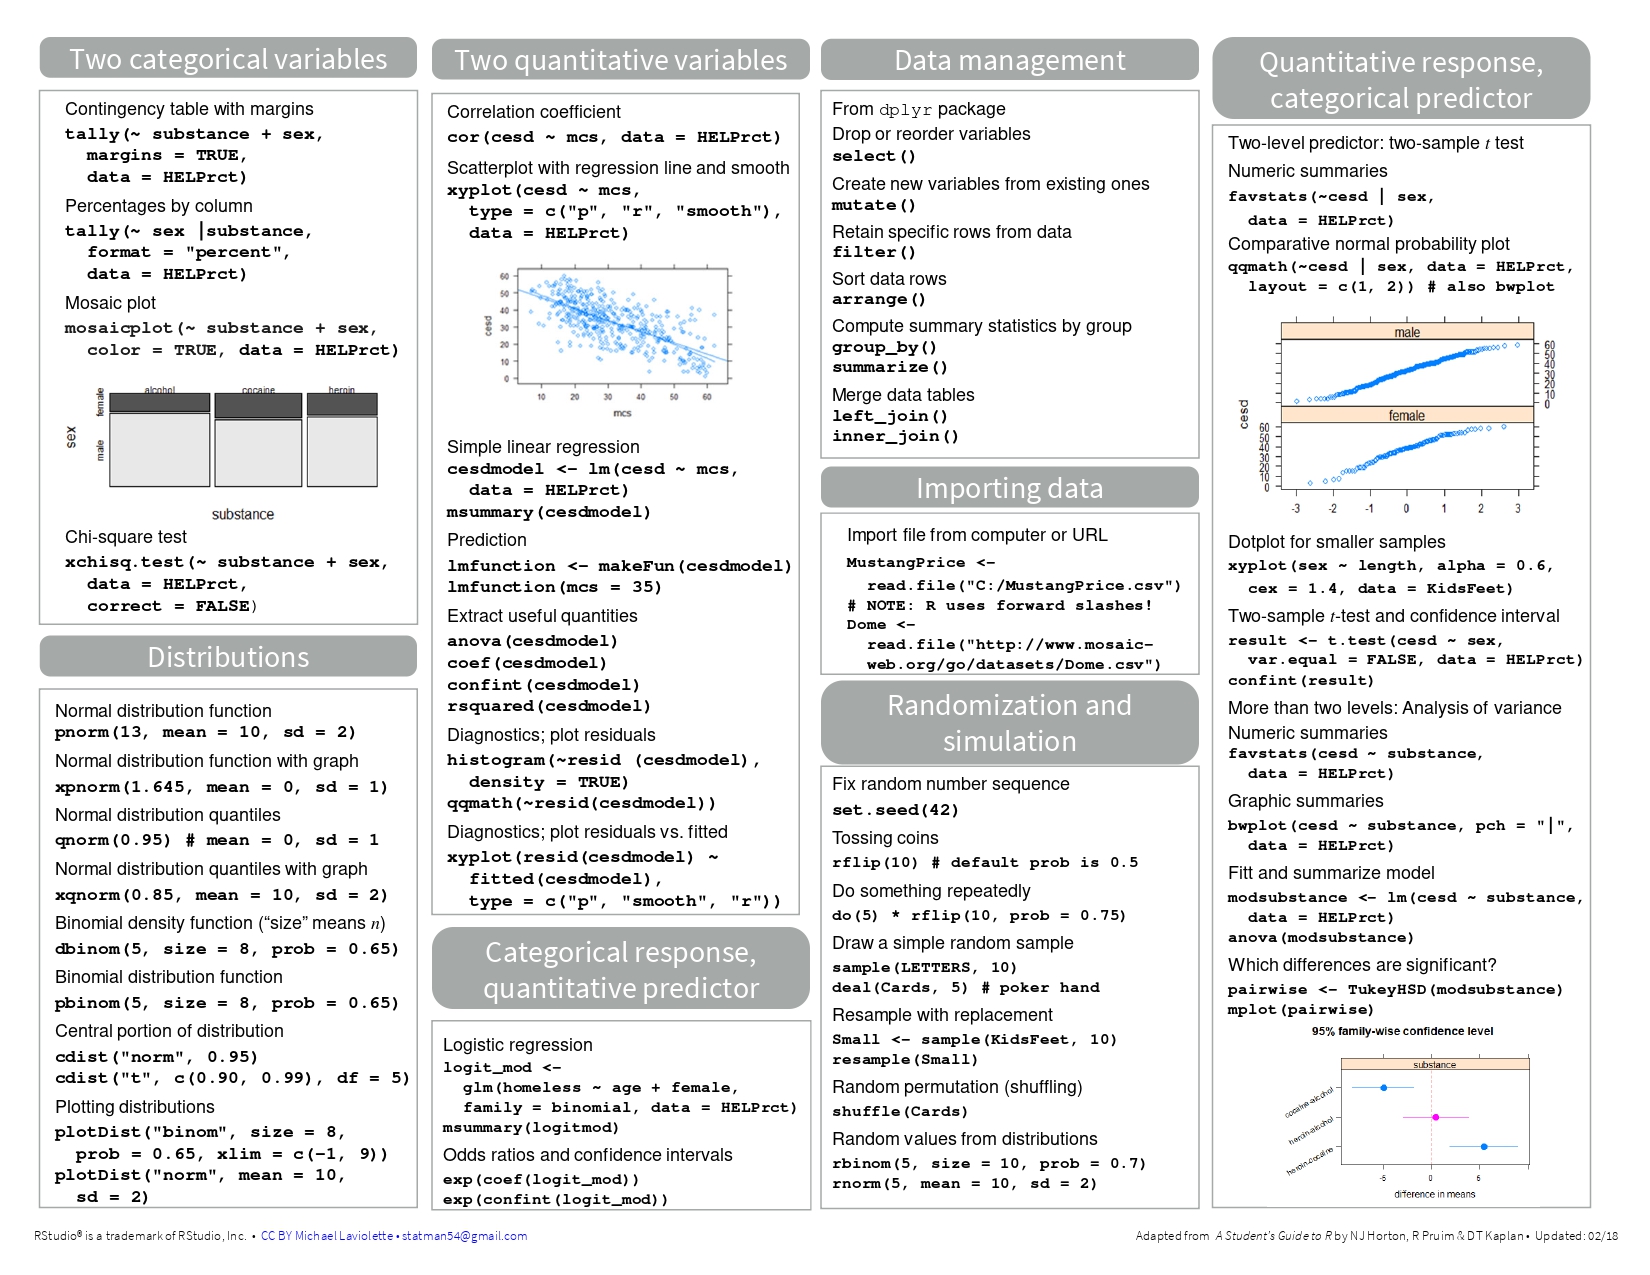 Two categorical variables
Contingency table with margins
tally(~ substance + sex,
margins = TRUE,
data = HELPrct)
Percentages by column
tally(~ sex |substance,
format = "percent",
data = HELPrct)
Mosaic plot
mosaicplot(~ substance + sex,
color = TRUE, data = HELPrct)
alcohol cocaine heroin
female
male
sex
substance
Chi-square test
xchisq.test(~ substance + sex,
data = HELPrct,
correct = FALSE)
Distributions
Normal distribution function
pnorm(13, mean = 10, sd = 2)
Normal distribution function with graph
xpnorm(1.645, mean = 0, sd = 1)
Normal distribution quantiles
qnorm(0.95) # mean = 0, sd = 1
Normal distribution quantiles with graph
xqnorm(0.85, mean = 10, sd = 2)
Binomial density function (“size” means n)
dbinom(5, size = 8, prob = 0.65)
Binomial distribution function
pbinom(5, size = 8, prob = 0.65)
Central portion of distribution
cdist("norm", 0.95)
cdist("t", c(0.90, 0.99), df = 5)
Plotting distributions
plotDist("binom", size = 8,
prob = 0.65, xlim = c(-1, 9))
plotDist("norm", mean = 10,
sd = 2)
Two quantitative variables
Correlation coefficient
cor(cesd ~ mcs, data = HELPrct)
Scatterplot with regression line and smooth
xyplot(cesd ~ mcs,
type = c("p", "r", "smooth"),
data = HELPrct)
60
50
40
30
20
10
0
cesd
10 20 30 40 50 60
mcs
Simple linear regression
cesdmodel <- lm(cesd ~ mcs,
data = HELPrct)
msummary(cesdmodel)
Prediction
lmfunction <- makeFun(cesdmodel)
lmfunction(mcs = 35)
Extract useful quantities
anova(cesdmodel)
coef(cesdmodel)
confint(cesdmodel)
rsquared(cesdmodel)
Diagnostics; plot residuals
histogram(~resid (cesdmodel),
density = TRUE)
qqmath(~resid(cesdmodel))
Diagnostics; plot residuals vs. fitted
xyplot(resid(cesdmodel) ~
fitted(cesdmodel),
type = c("p", "smooth", "r"))
Categorical response,
quantitative predictor
Logistic regression
logit_mod <-
glm(homeless ~ age + female,
family = binomial, data = HELPrct)
msummary(logitmod)
Odds ratios and confidence intervals
exp(coef(logit_mod))
exp(confint(logit_mod))
Data management
From dplyr package
Drop or reorder variables
select()
Create new variables from existing ones
mutate()
Retain specific rows from data
filter()
Sort data rows
arrange()
Compute summary statistics by group
group_by()
summarize()
Merge data tables
left_join()
inner_join()
Importing data
Import file from computer or URL
MustangPrice <-
read.file("C:/MustangPrice.csv")
# NOTE: R uses forward slashes!
Dome <-
read.file("http://www.mosaic-
web.org/go/datasets/Dome.csv")
Randomization and
simulation
Fix random number sequence
set.seed(42)
Tossing coins
rflip(10) # default prob is 0.5
Do something repeatedly
do(5) * rflip(10, prob = 0.75)
Draw a simple random sample
sample(LETTERS, 10)
deal(Cards, 5) # poker hand
Resample with replacement
Small <- sample(KidsFeet, 10)
resample(Small)
Random permutation (shuffling)
shuffle(Cards)
Random values from distributions
rbinom(5, size = 10, prob = 0.7)
rnorm(5, mean = 10, sd = 2)
Quantitative response,
categorical predictor
Two-level predictor: two-sample t test
Numeric summaries
favstats(~cesd | sex,
data = HELPrct)
Comparative normal probability plot
qqmath(~cesd | sex, data = HELPrct,
layout = c(1, 2)) # also bwplot
male
60
50
40
30
20
10
0
female
60
50
40
30
20
10
0
cesd
-3 -2 -1 0 1 2 3
Dotplot for smaller samples
xyplot(sex ~ length, alpha = 0.6,
cex = 1.4, data = KidsFeet)
Two-sample t-test and confidence interval
result <- t.test(cesd ~ sex,
var.equal = FALSE, data = HELPrct)
confint(result)
More than two levels: Analysis of variance
Numeric summaries
favstats(cesd ~ substance,
data = HELPrct)
Graphic summaries
bwplot(cesd ~ substance, pch = "|",
data = HELPrct)
Fitt and summarize model
modsubstance <- lm(cesd ~ substance,
data = HELPrct)
anova(modsubstance)
Which differences are significant?
pairwise <- TukeyHSD(modsubstance)
mplot(pairwise)
95% family-wise confidence level
substance
cocaine-alcohol
heroin-alcohol
heroin-cocaine
-5 0 5
difference in means
RStudio® is a trademark of RStudio, Inc. • CC BY Michael Laviolette • statman54@gmail.com
Adapted from A Student’s Guide to R by NJ Horton, R Pruim & DT Kaplan • Updated: 02/18